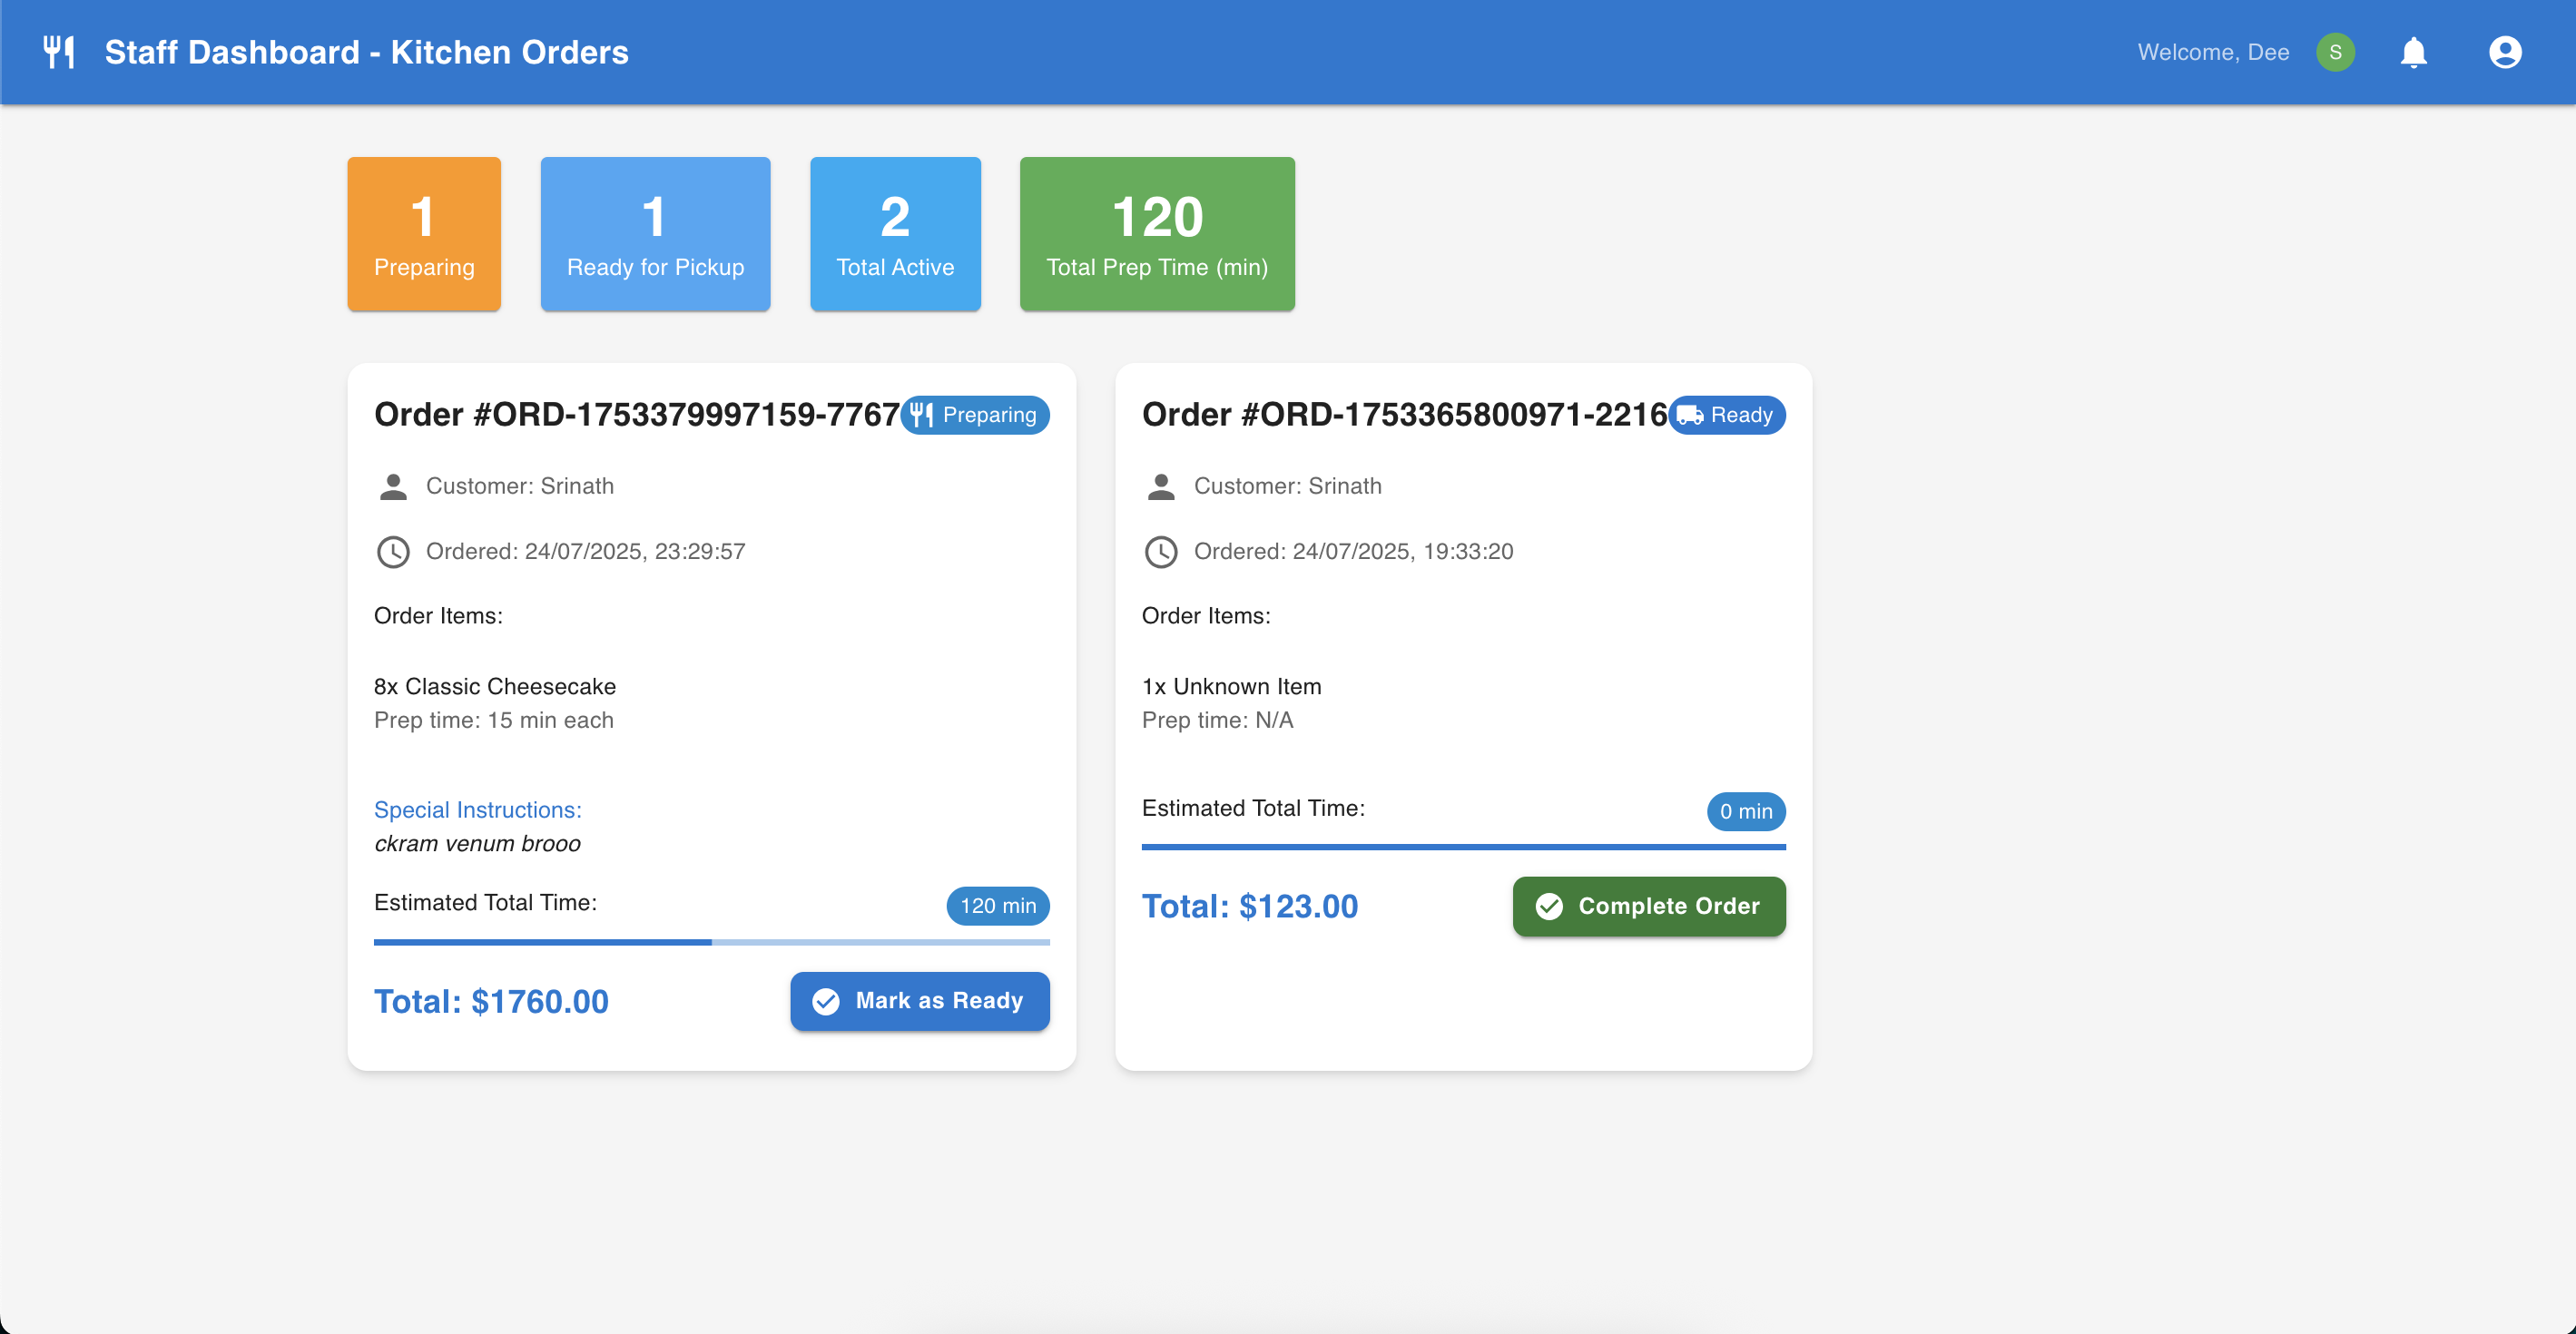 Staff Dashboard - Kitchen Orders
Welcome, Dee
S
1
Preparing
1
Ready for Pickup
2
Total Active
120
Total Prep Time (min)
Order #ORD-1753379997159-7767
Preparing
Customer: Srinath
Ordered: 24/07/2025, 23:29:57
Order Items:
8x Classic Cheesecake
Prep time: 15 min each
Special Instructions:
ckram venum brooo
Estimated Total Time:
120 min
Total: $1760.00
Mark as Ready
Order #ORD-1753365800971-2216
Ready
Customer: Srinath
Ordered: 24/07/2025, 19:33:20
Order Items:
1x Unknown Item
Prep time: N/A
Estimated Total Time:
0 min
Total: $123.00
Complete Order